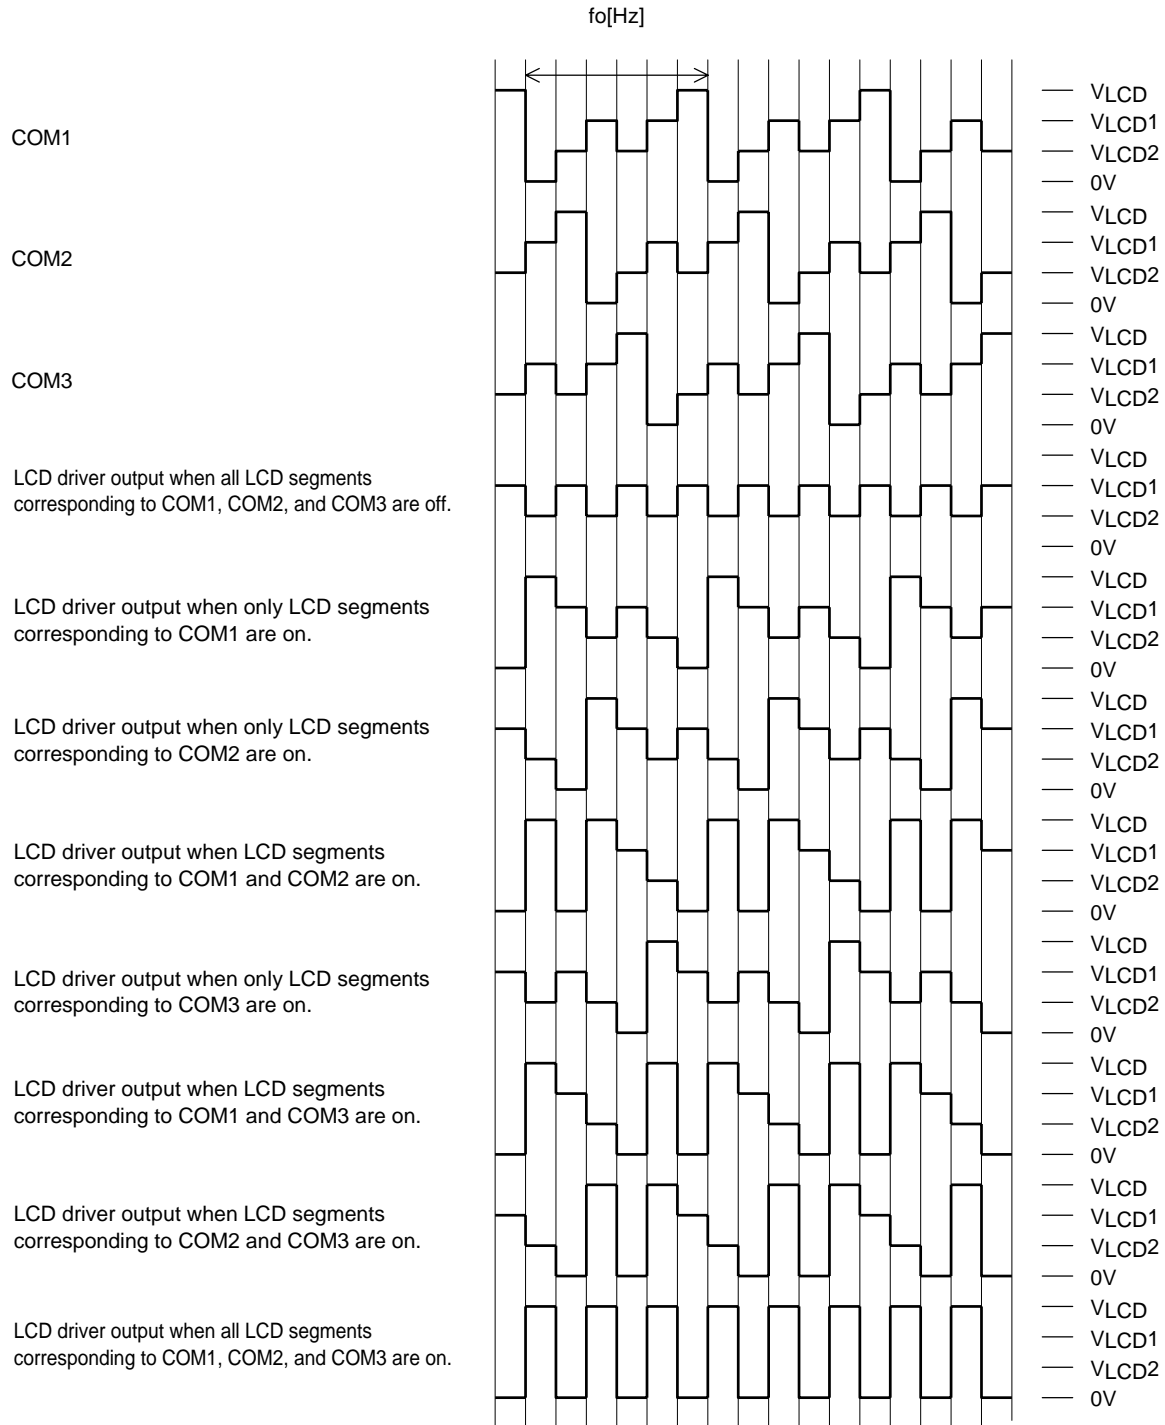 fo[Hz]
COM1
VLCD
VLCD1
VLCD2
0V
COM2
VLCD
VLCD1
VLCD2
0V
COM3
VLCD
VLCD1
VLCD2
0V
LCD driver output when all LCD segments
corresponding to COM1, COM2, and COM3 are off.
VLCD
VLCD1
VLCD2
0V
LCD driver output when only LCD segments
corresponding to COM1 are on.
VLCD
VLCD1
VLCD2
0V
LCD driver output when only LCD segments
corresponding to COM2 are on.
VLCD
VLCD1
VLCD2
0V
LCD driver output when LCD segments
corresponding to COM1 and COM2 are on.
VLCD
VLCD1
VLCD2
0V
LCD driver output when only LCD segments
corresponding to COM3 are on.
VLCD
VLCD1
VLCD2
0V
LCD driver output when LCD segments
corresponding to COM1 and COM3 are on.
VLCD
VLCD1
VLCD2
0V
LCD driver output when LCD segments
corresponding to COM2 and COM3 are on.
VLCD
VLCD1
VLCD2
0V
LCD driver output when all LCD segments
corresponding to COM1, COM2, and COM3 are on.
VLCD
VLCD1
VLCD2
0V